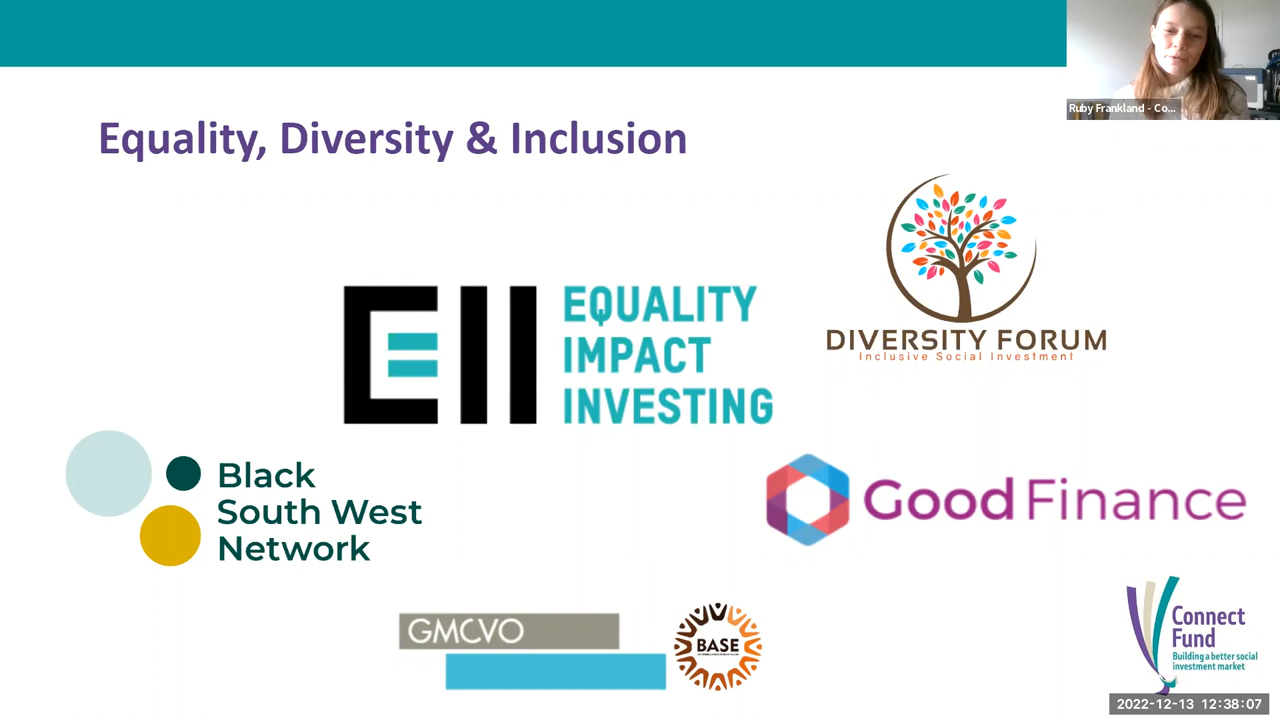 Ruby Frankland - Co...
Equality, Diversity & Inclusion
DIVERSITY FORUM
Inclusive Social Investment
EQUALITY
IMPACT
INVESTING
Black
South West
Network
Good Finance
GMCVO
BASE
Connect
Fund
Building a better social
investment market
2022-12-13 12:38:07